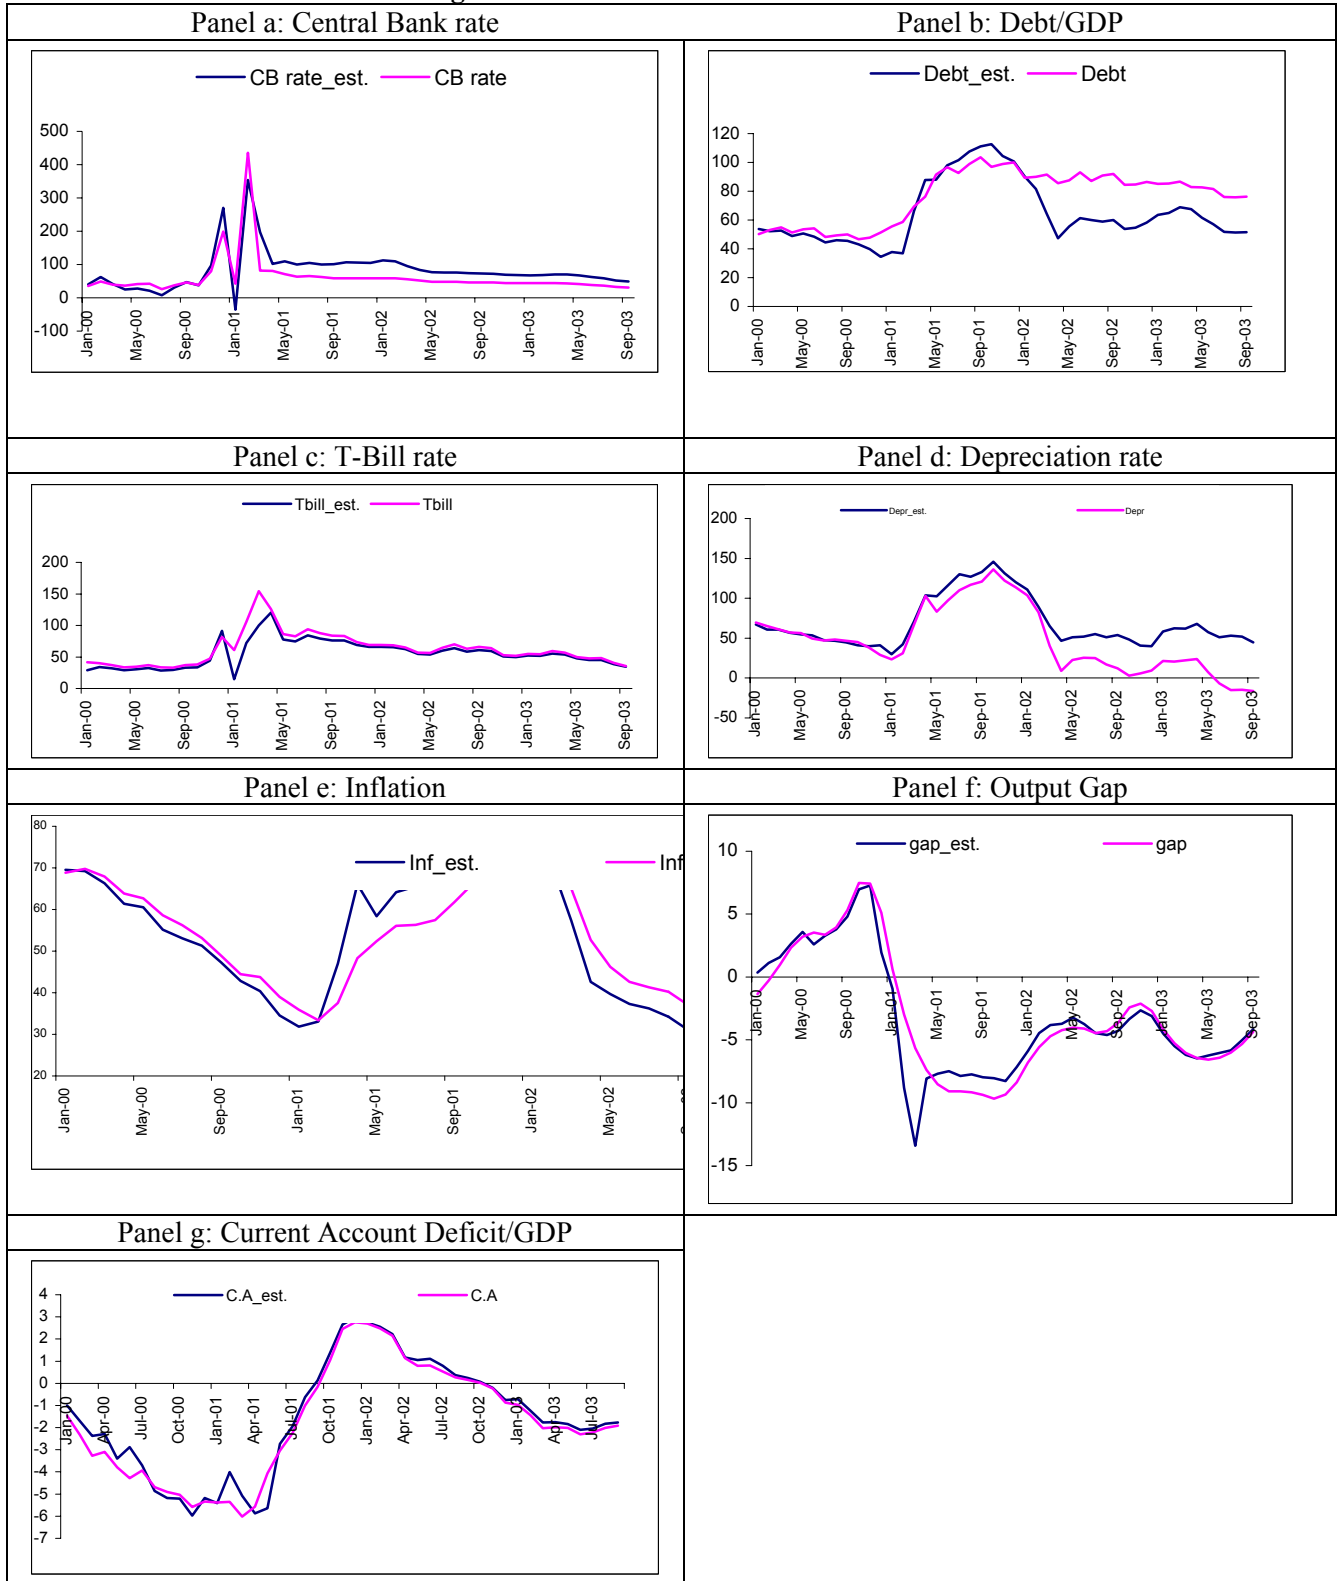 Panel a: Central Bank rate
Panel b: Debt/GDP
CB rate_est. CB rate
500
400
300
200
100
0
-100
Jan-00 May-00 Sep-00 Jan-01 May-01 Sep-01 Jan-02 May-02 Sep-02 Jan-03 May-03 Sep-03
Debt_est. Debt
120
100
80
60
40
20
0
Jan-00 May-00 Sep-00 Jan-01 May-01 Sep-01 Jan-02 May-02 Sep-02 Jan-03 May-03 Sep-03
Panel c: T-Bill rate
Panel d: Depreciation rate
Tbill_est. Tbill
200
150
100
50
0
Jan-00 May-00 Sep-00 Jan-01 May-01 Sep-01 Jan-02 May-02 Sep-02 Jan-03 May-03 Sep-03
Depr_est. Depr
200
150
100
50
0
-50
Jan-00 May-00 Sep-00 Jan-01 May-01 Sep-01 Jan-02 May-02 Sep-02 Jan-03 May-03 Sep-03
Panel e: Inflation
Panel f: Output Gap
Inf_est. Inf
80
70
60
50
40
30
20
Jan-00 May-00 Sep-00 Jan-01 May-01 Sep-01 Jan-02 May-02
gap_est. gap
10
5
0
-5
-10
-15
Jan-00 May-00 Sep-00 Jan-01 May-01 Sep-01 Jan-02 May-02 Sep-02 Jan-03 May-03 Sep-03
Panel g: Current Account Deficit/GDP
C.A_est. C.A
4
3
2
1
0
-1
-2
-3
-4
-5
-6
-7
Jan-00 Apr-00 Jul-00 Oct-00 Jan-01 Apr-01 Jul-01 Oct-01 Jan-02 Apr-02 Jul-02 Oct-02 Jan-03 Apr-03 Jul-03